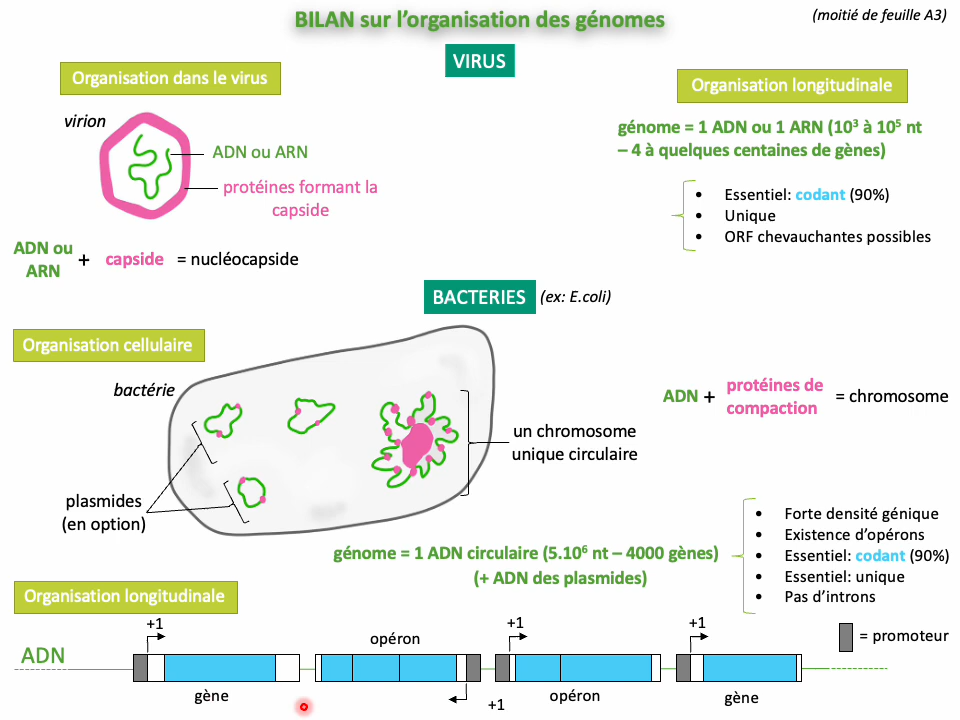 BILAN sur l'organisation des génomes
(moitié de feuille A3)
VIRUS
Organisation dans le virus
Organisation longitudinale
virion
ADN ou ARN
protéines formant la
capside
génome = 1 ADN ou 1 ARN (10³ à 10⁵ nt
– 4 à quelques centaines de gènes)
• Essentiel: codant (90%)
• Unique
• ORF chevauchantes possibles
ADN ou
ARN
+ capside = nucléocapside
BACTERIES (ex: E.coli)
Organisation cellulaire
bactérie
ADN + protéines de
compaction
= chromosome
un chromosome
unique circulaire
plasmides
(en option)
génome = 1 ADN circulaire (5.10⁶ nt – 4000 gènes)
(+ ADN des plasmides)
• Forte densité génique
• Existence d'opérons
• Essentiel: codant (90%)
• Essentiel: unique
• Pas d'introns
Organisation longitudinale
= promoteur
+1
opéron
+1
+1
ADN
gène
+1
opéron
gène